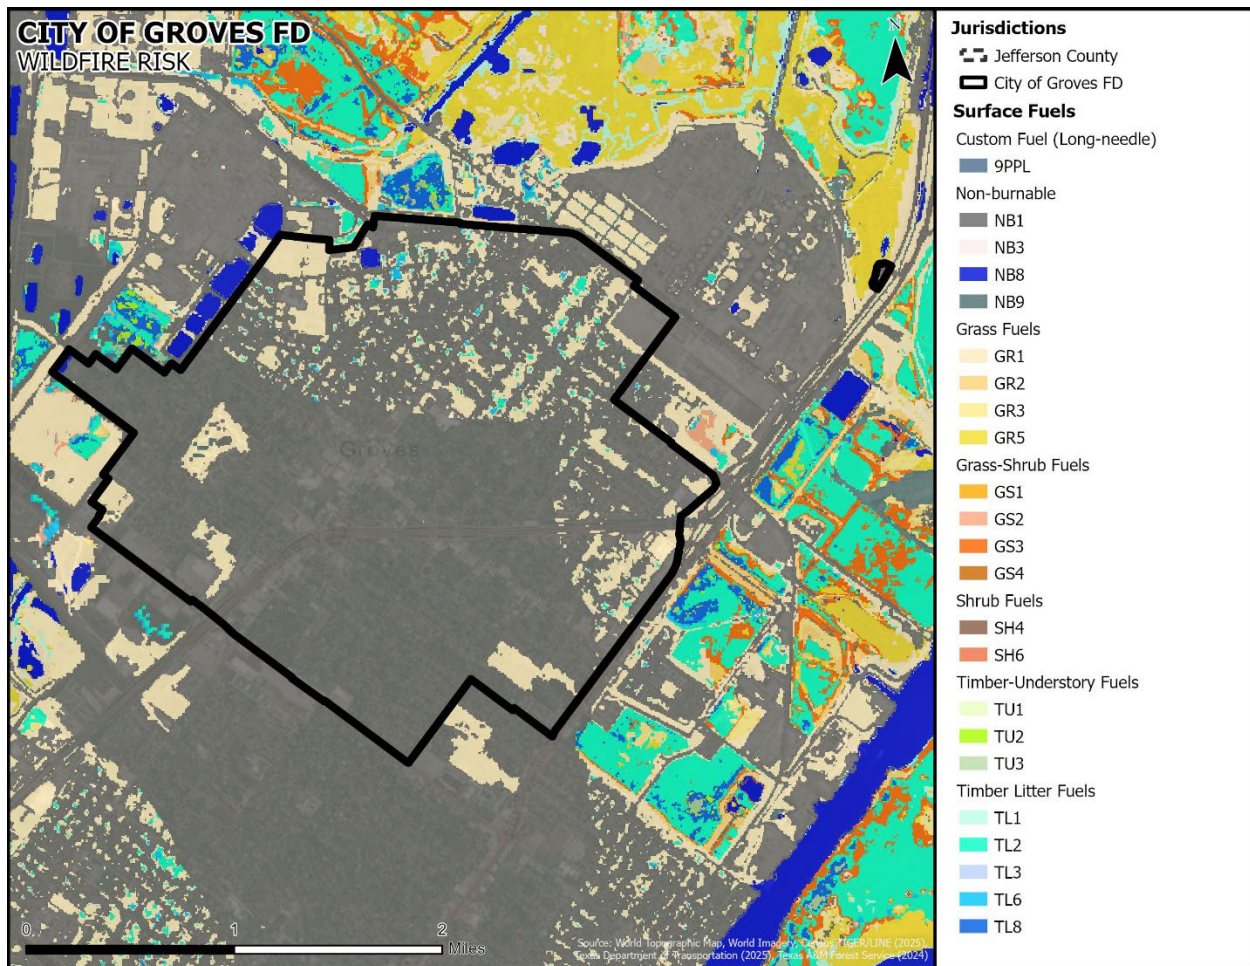 CITY OF GROVES FD
WILDFIRE RISK
N
Groves
0
1
2
Miles
Source: World Topographic Map, World Imagery, Census TIGER/LINE (2025),
Texas Department of Transportation (2025), Texas A&M Forest Service (2024)
Jurisdictions
Jefferson County
City of Groves FD
Surface Fuels
Custom Fuel (Long-needle)
9PPL
Non-burnable
NB1
NB3
NB8
NB9
Grass Fuels
GR1
GR2
GR3
GR5
Grass-Shrub Fuels
GS1
GS2
GS3
GS4
Shrub Fuels
SH4
SH6
Timber-Understory Fuels
TU1
TU2
TU3
Timber Litter Fuels
TL1
TL2
TL3
TL6
TL8